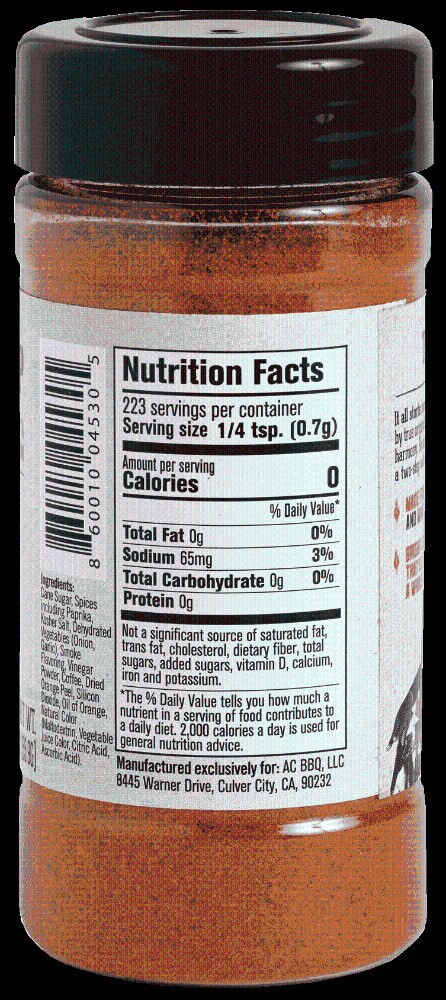 Nutrition Facts
223 servings per container
Serving size 1/4 tsp. (0.7g)
Amount per serving
Calories 0
% Daily Value*
Total Fat 0g 0%
Sodium 65mg 3%
Total Carbohydrate 0g 0%
Protein 0g
Not a significant source of saturated fat,
trans fat, cholesterol, dietary fiber, total
sugars, added sugars, vitamin D, calcium,
iron and potassium.
*The % Daily Value tells you how much a
nutrient in a serving of food contributes to
a daily diet. 2,000 calories a day is used for
general nutrition advice.
Manufactured exclusively for: AC BBQ, LLC
8445 Warner Drive, Culver City, CA, 90232
8 60010 04530 5
Ingredients:
Cane Sugar, Spices
Including Paprika,
Kosher Salt, Dehydrated
Vegetables (Onion,
Garlic), Smoke
Flavoring, Vinegar
Powder, Coffee, Dried
Orange Peel, Silicon
Dioxide, Oil of Orange,
Natural Color
(Maltodextrin, Vegetable
Juice Color, Citric Acid,
Ascorbic Acid).
WT.
It all
by true
a
AND